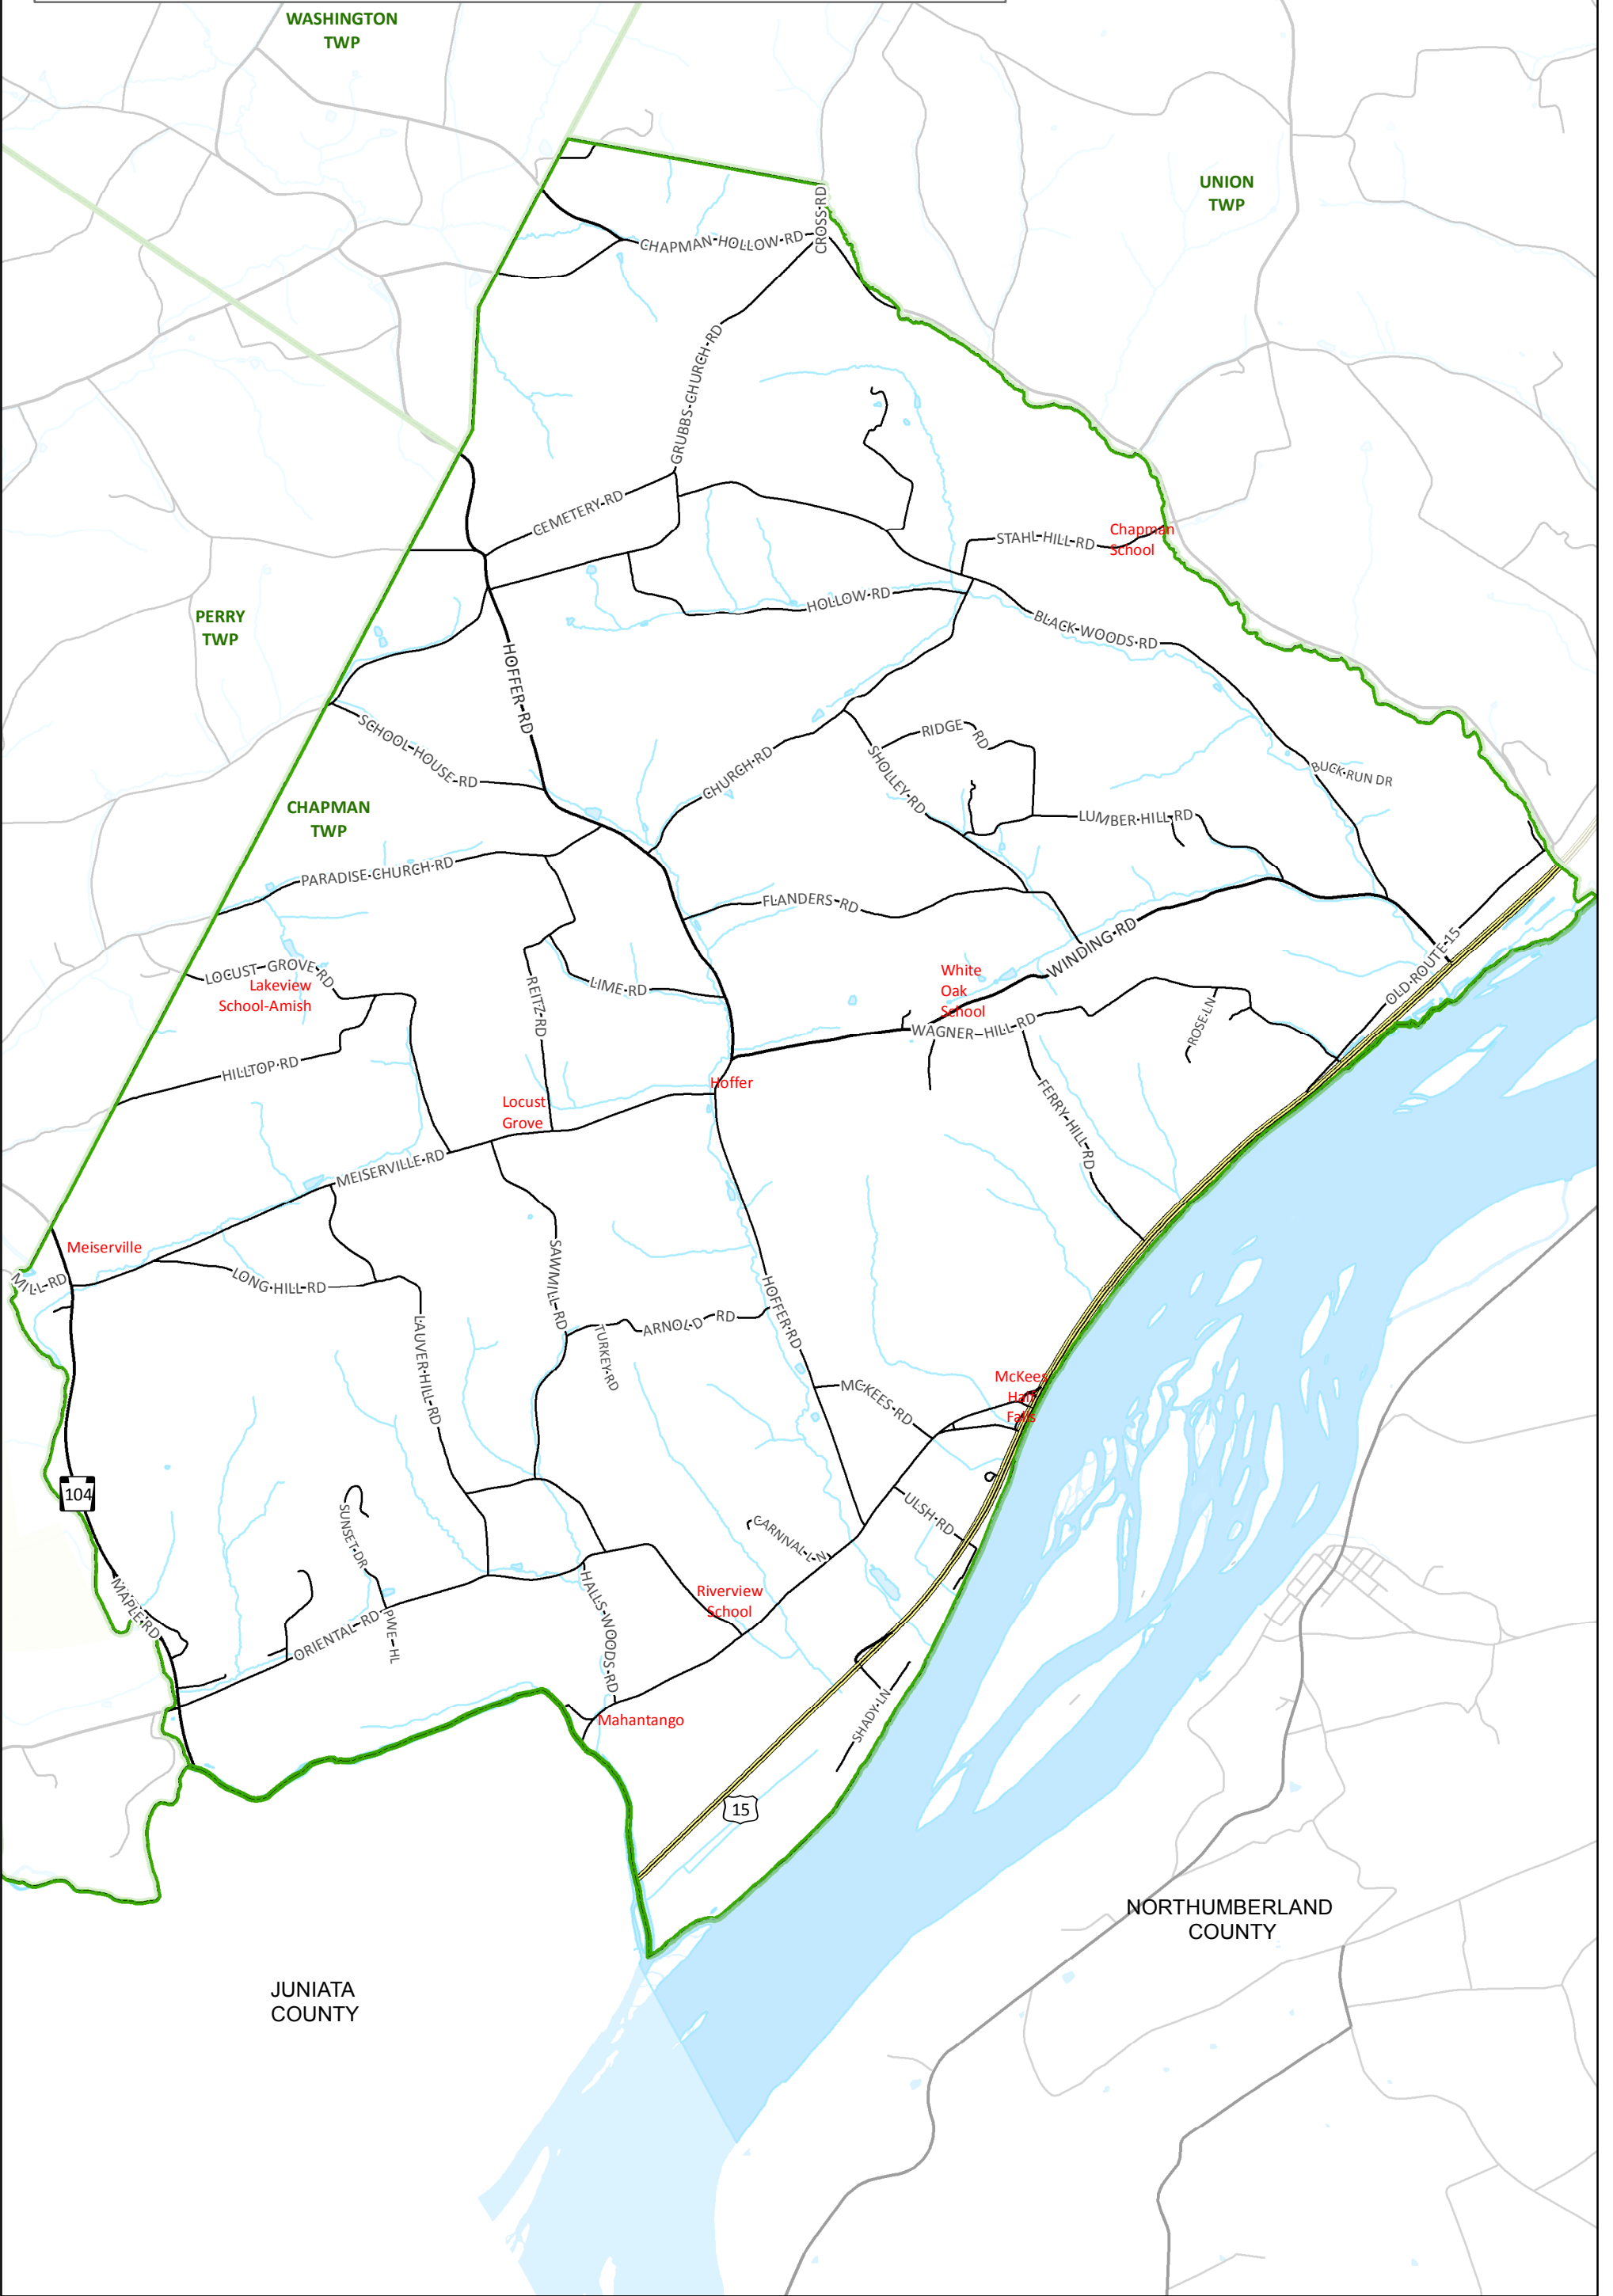 WASHINGTON
TWP
UNION
TWP
CROSS RD
CHAPMAN HOLLOW RD
GRUBBS CHURCH RD
CEMETERY RD
STAHL HILL RD
Chapman
School
HOLLOW RD
BLACK WOODS RD
PERRY
TWP
HOFFER RD
SCHOOL HOUSE RD
RIDGE RD
CHURCH RD
SHOLLEY RD
BUCK RUN DR
CHAPMAN
TWP
LUMBER HILL RD
PARADISE CHURCH RD
FLANDERS RD
WINDING RD
OLD ROUTE 15
LOCUST GROVE RD
Lakeview
School-Amish
REITZ RD
LIME RD
White
Oak
School
WAGNER HILL RD
ROSE LN
HILLTOP RD
Hoffer
Locust
Grove
FERRY HILL RD
MEISERVILLE RD
Meiserville
MILL RD
LONG HILL RD
SAWMILL RD
HOFFER RD
ARNOLD RD
TURKEY RD
LAUVER HILL RD
MCKEES RD
McKees
Half
Falls
104
ULSH RD
SUNSET DR
CARNIVAL LN
MAPLE RD
HALLS WOODS RD
Riverview
School
ORIENTAL RD
PWE HL
SHADY LN
Mahantango
15
NORTHUMBERLAND
COUNTY
JUNIATA
COUNTY